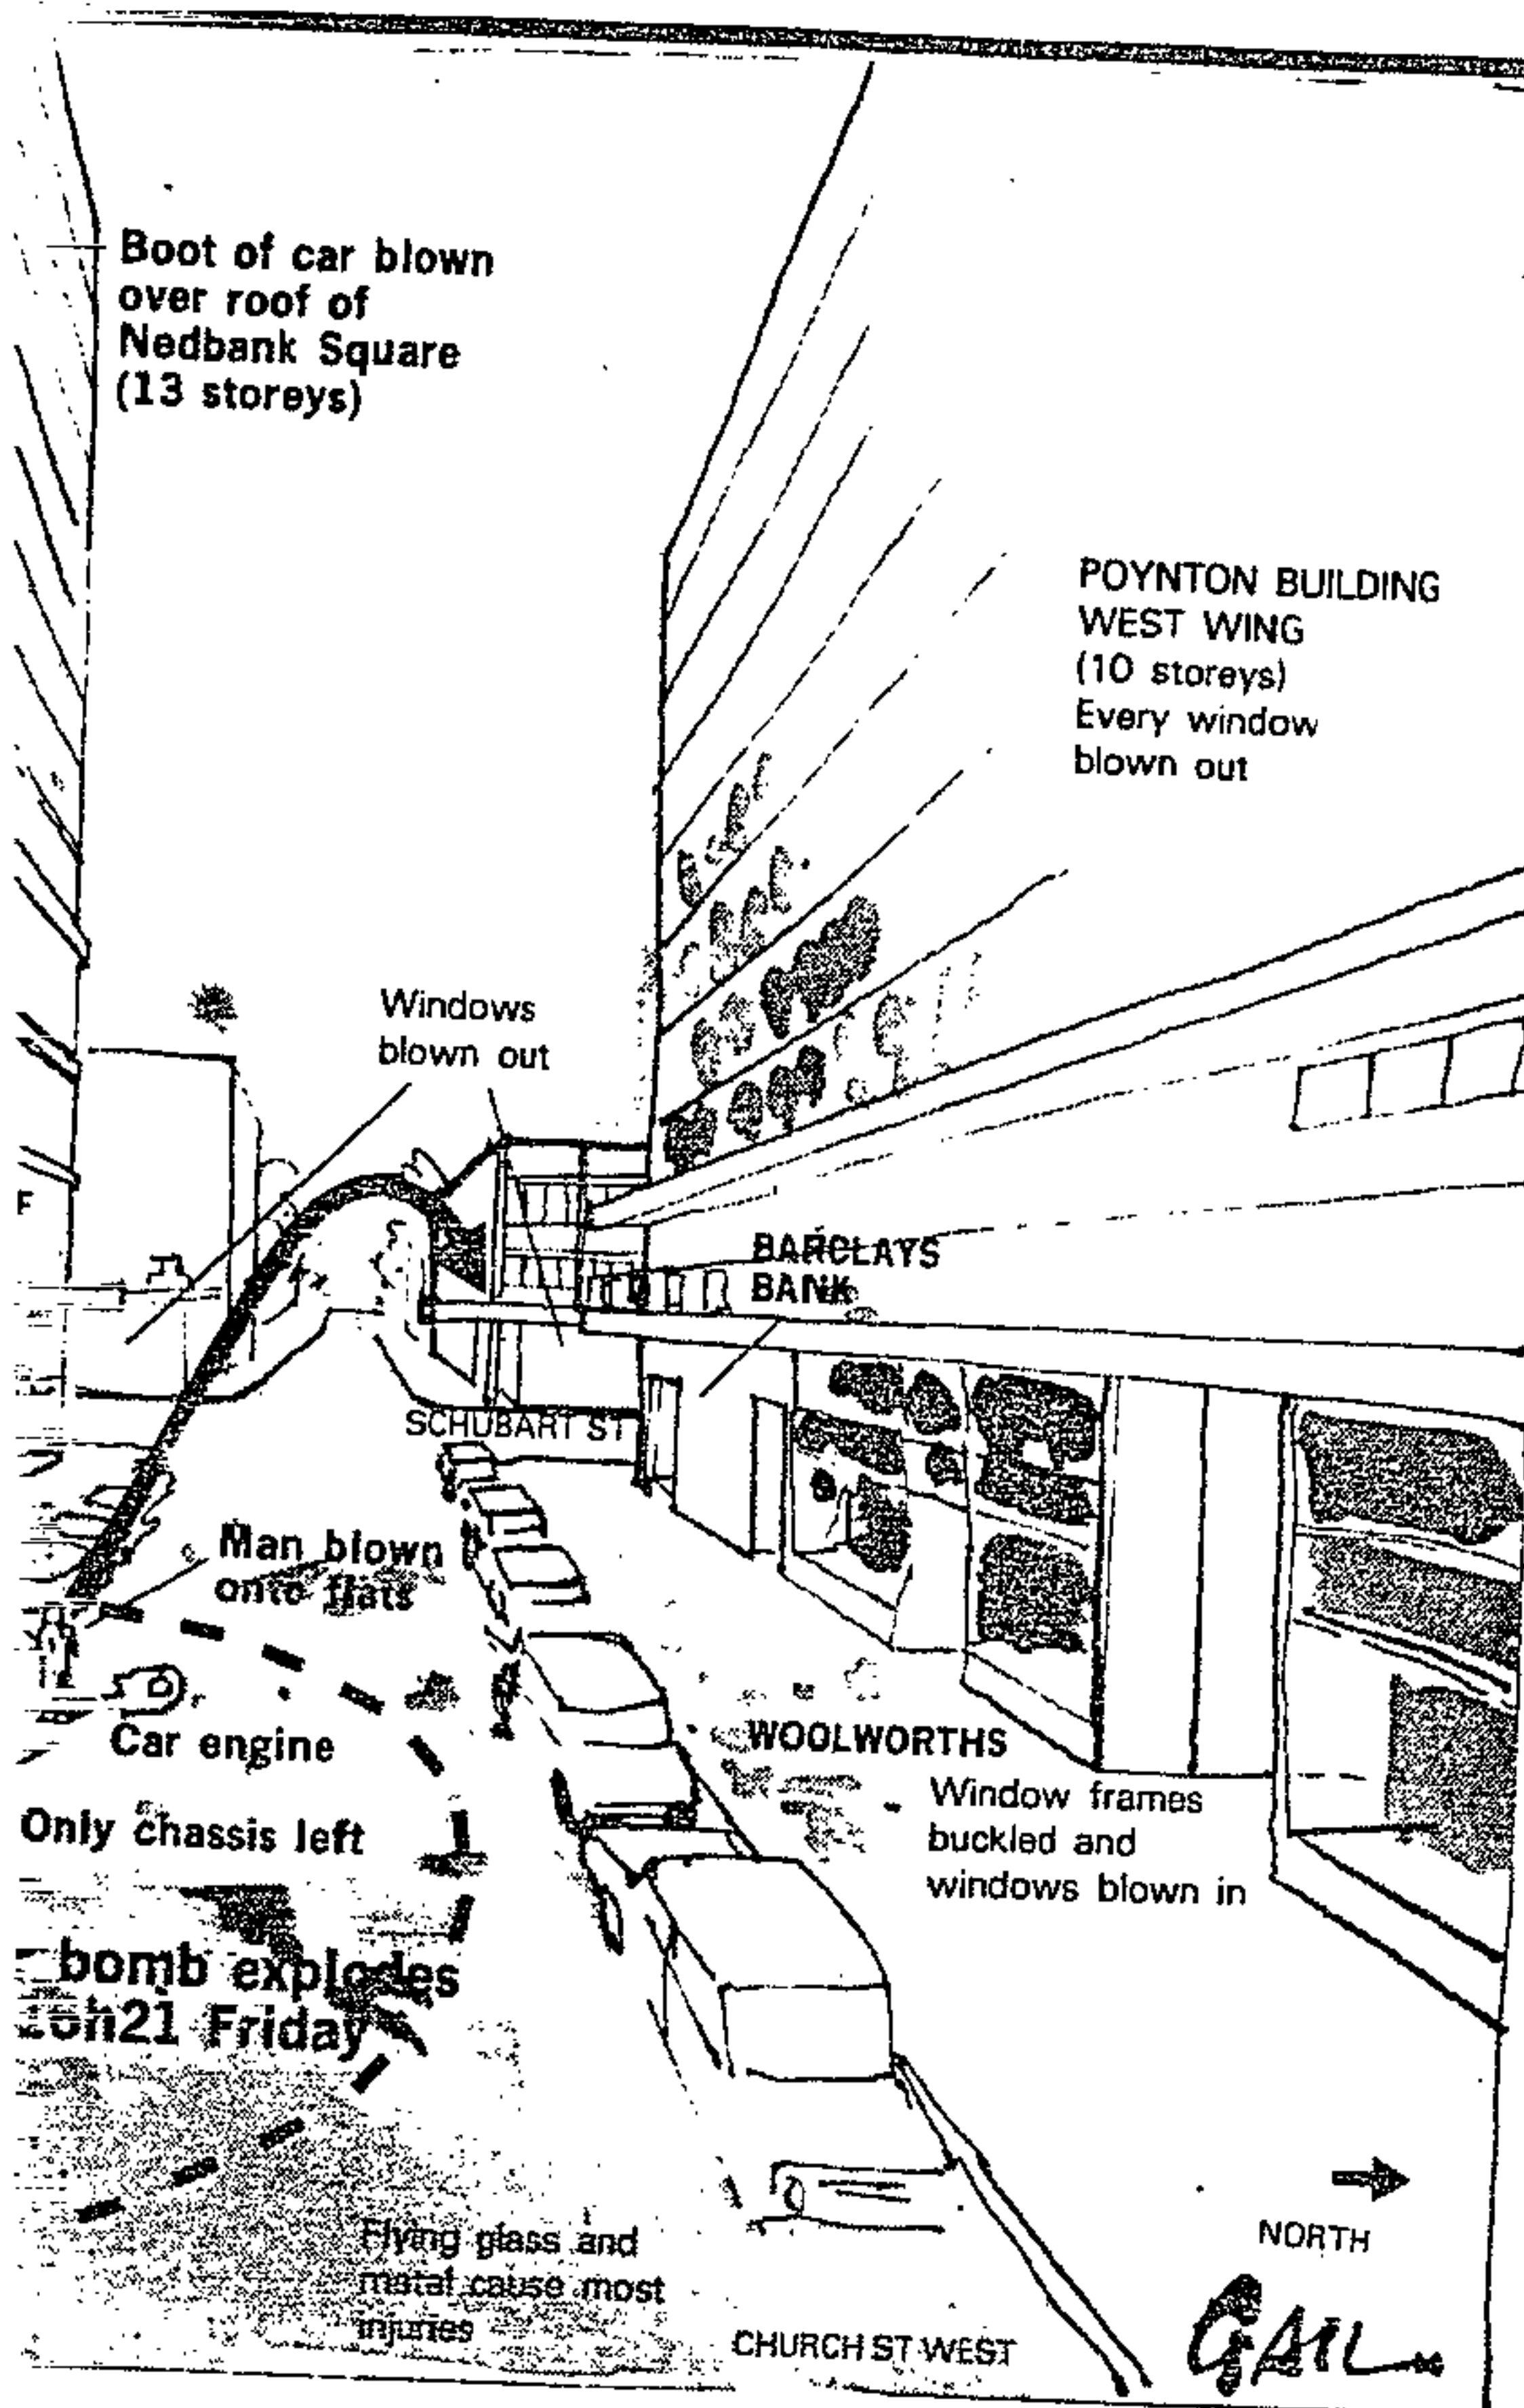 Boot of car blown
over roof of
Nedbank Square
(13 storeys)
POYNTON BUILDING
WEST WING
(10 storeys)
Every window
blown out
Windows
blown out
F
BARCLAYS
BANK
SCHUBART ST
Man blown
onto flats
Car engine
WOOLWORTHS
Window frames
buckled and
windows blown in
Only chassis left
bomb explodes
h21 Friday
Flying glass and
metal cause most
injuries
NORTH
CHURCH ST WEST
GAIL